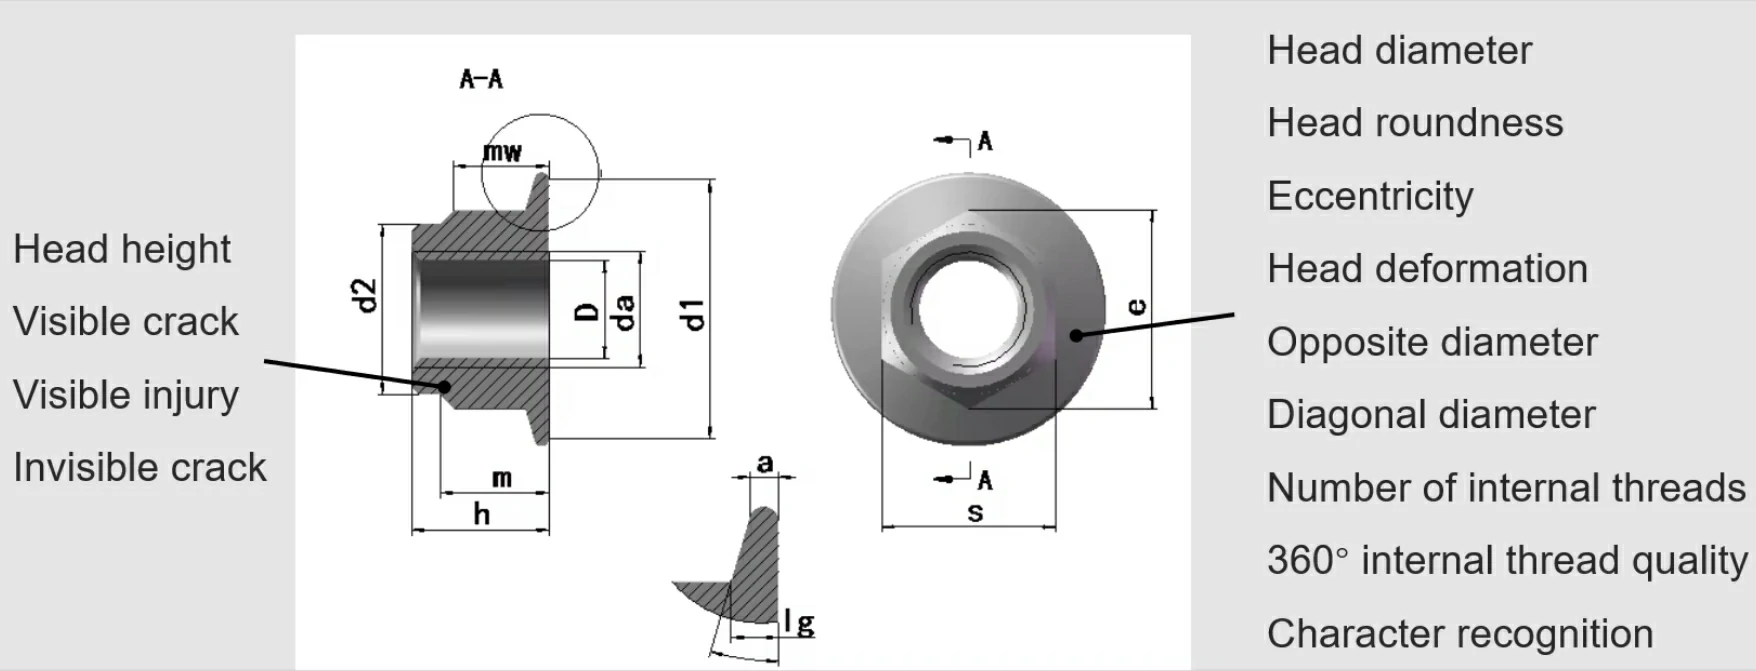 Head height
Visible crack
Visible injury
Invisible crack
A-A
mw
d2
D
da
d1
m
h
a
lg
A
e
A
s
Head diameter
Head roundness
Eccentricity
Head deformation
Opposite diameter
Diagonal diameter
Number of internal threads
360° internal thread quality
Character recognition